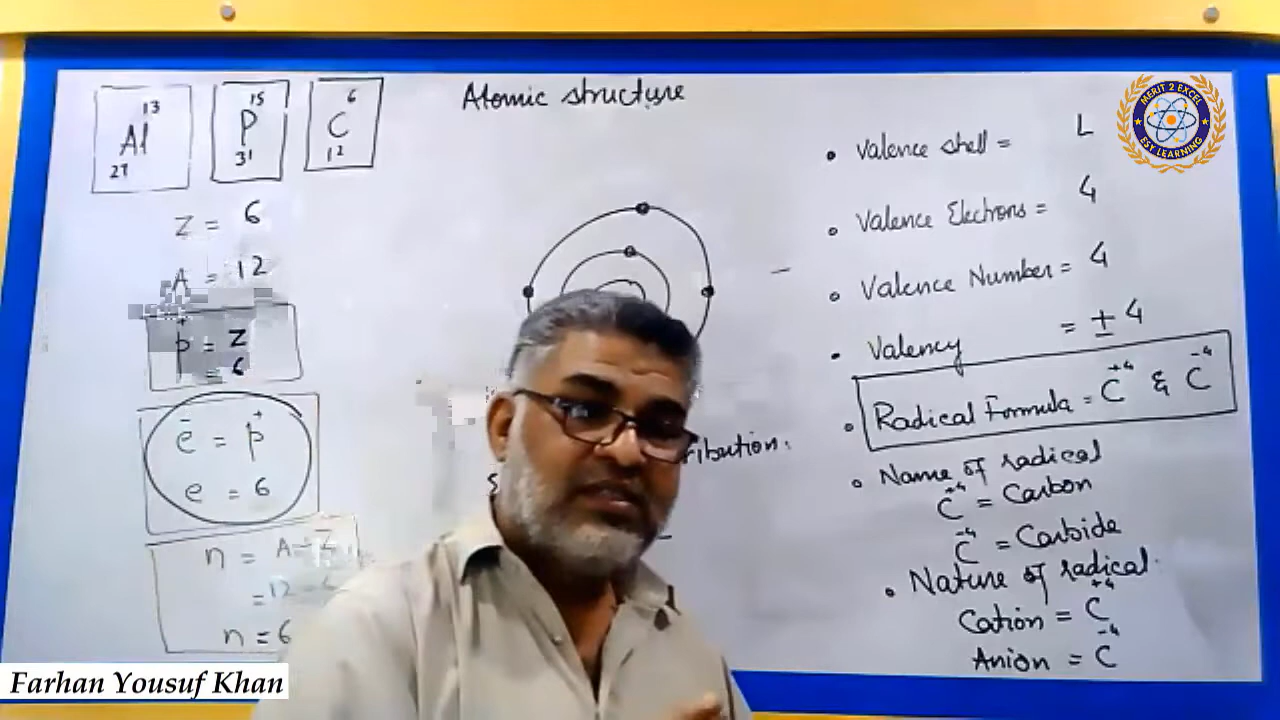 Atomic structure
13
Al
27
15
P
31
6
C
12
Z = 6
A = 12
p⁺ = Z
= 6
e⁻ = p⁺
e = 6
n = A-Z
=12-6
n = 6
ribution:
• Valence shell = L
• Valence Electrons = 4
• Valence Number = 4
• Valency = ± 4
• Radical Formula = C⁺⁴ & C⁻⁴
• Name of radical
C⁺⁴ = Carbon
C⁻⁴ = Carbide
• Nature of radical.
Cation = C⁺⁴
Anion = C⁻⁴
MERIT 2 EXCEL
ESY LEARNING
Farhan Yousuf Khan